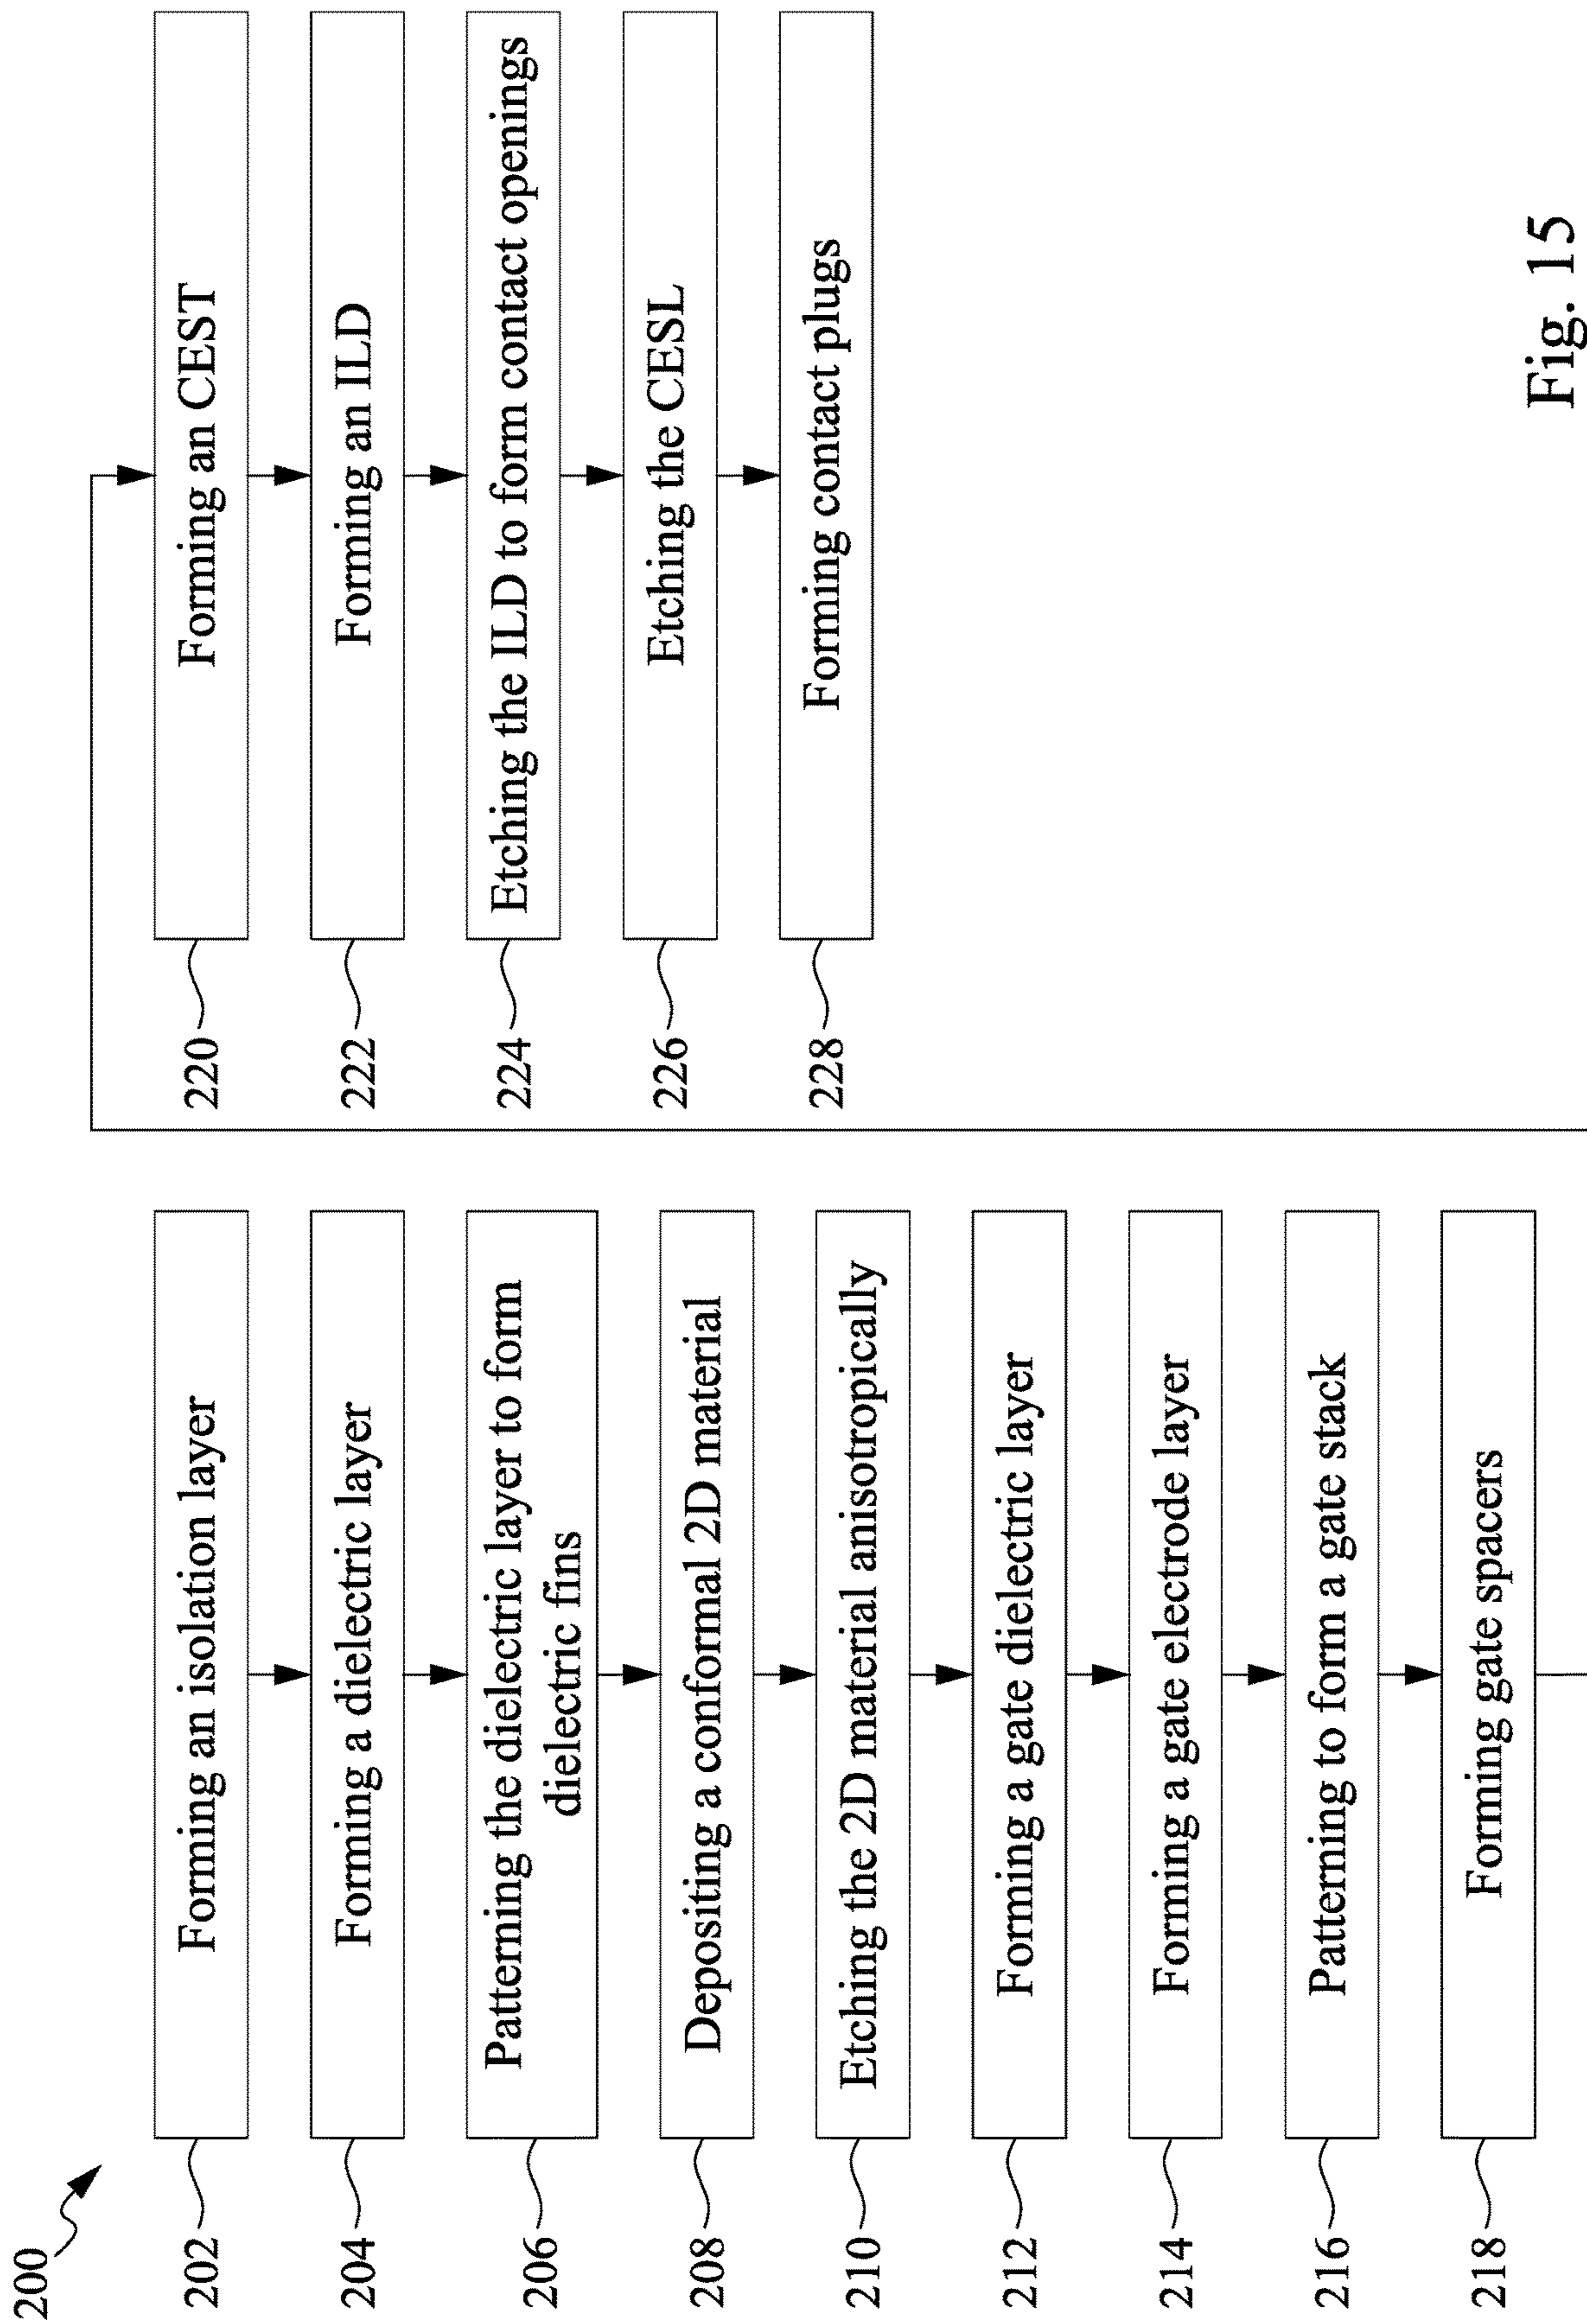 200
202
Forming an isolation layer
204
Forming a dielectric layer
206
Patterning the dielectric layer to form
dielectric fins
208
Depositing a conformal 2D material
210
Etching the 2D material anisotropically
212
Forming a gate dielectric layer
214
Forming a gate electrode layer
216
Patterning to form a gate stack
218
Forming gate spacers
220
Forming an CEST
222
Forming an ILD
224
Etching the ILD to form contact openings
226
Etching the CESL
228
Forming contact plugs
Fig. 15